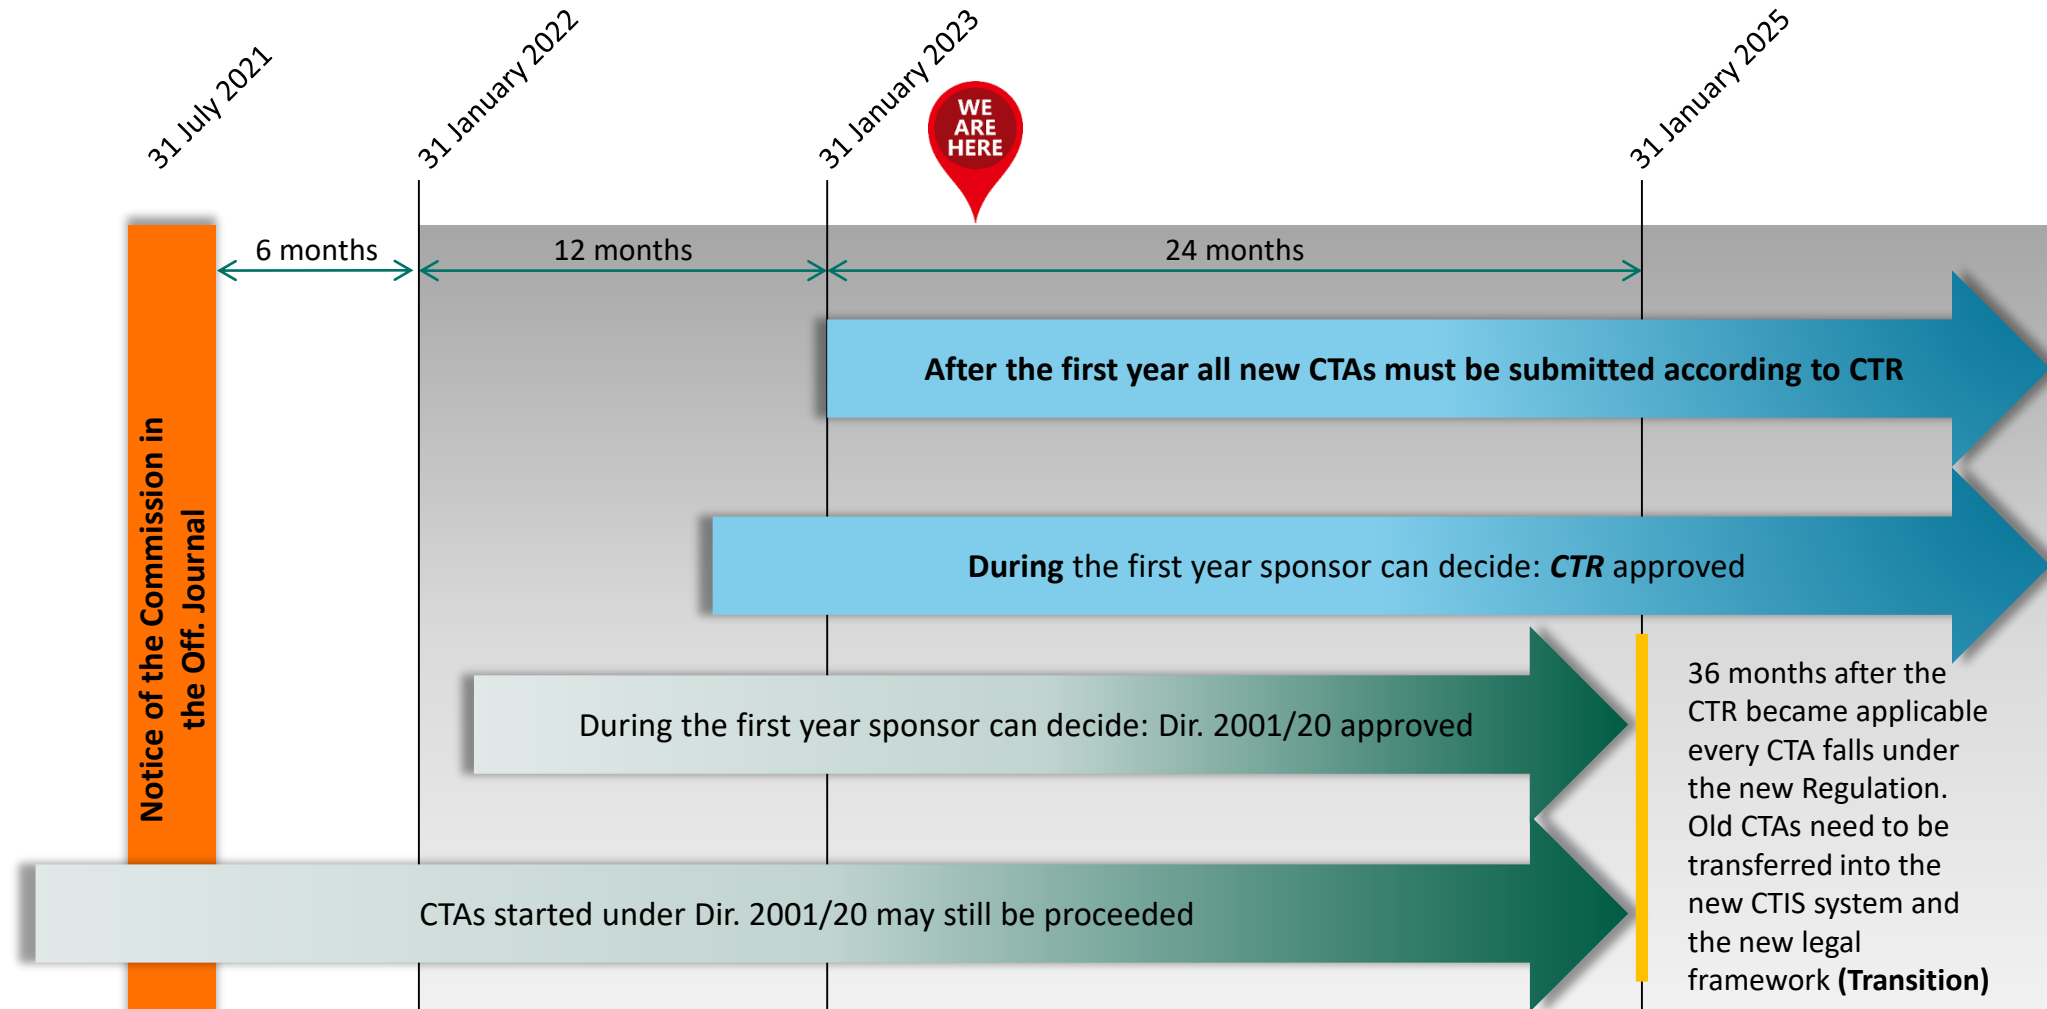 31 July 2021
31 January 2022
31 January 2023
31 January 2025
WE
ARE
HERE
6 months
12 months
24 months
Notice of the Commission in
the Off. Journal
After the first year all new CTAs must be submitted according to CTR
During the first year sponsor can decide: CTR approved
During the first year sponsor can decide: Dir. 2001/20 approved
CTAs started under Dir. 2001/20 may still be proceeded
36 months after the
CTR became applicable
every CTA falls under
the new Regulation.
Old CTAs need to be
transferred into the
new CTIS system and
the new legal
framework (Transition)